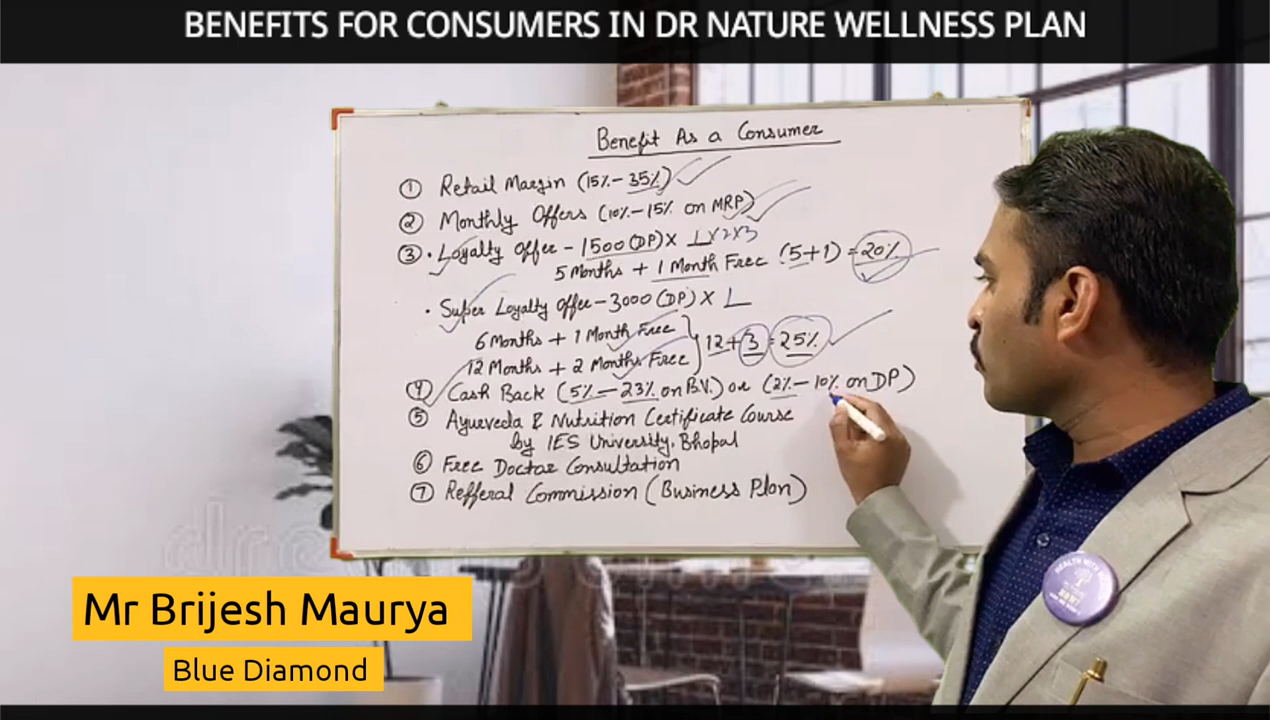 BENEFITS FOR CONSUMERS IN DR NATURE WELLNESS PLAN
Benefit As a Consumer
① Retail Margin (15%-35%)
② Monthly Offers (10%-15% on MRP)
③ • Loyalty Offer - 1500 (DP) X 1x2x3
5 Months + 1 Month Free (5+1) = 20%
• Super Loyalty Offer - 3000 (DP) X 1
6 Months + 1 Month Free
12 Months + 2 Months Free } 12+3 = 25%
④ Cash Back (5%-23% on B.V.) or (2%-10% on DP)
⑤ Ayurveda & Nutrition Certificate Course
by IES University, Bhopal
⑥ Free Doctar Consultation
⑦ Refferal Commission (Business Plan)
Mr Brijesh Maurya
Blue Diamond
HEALTH WITH